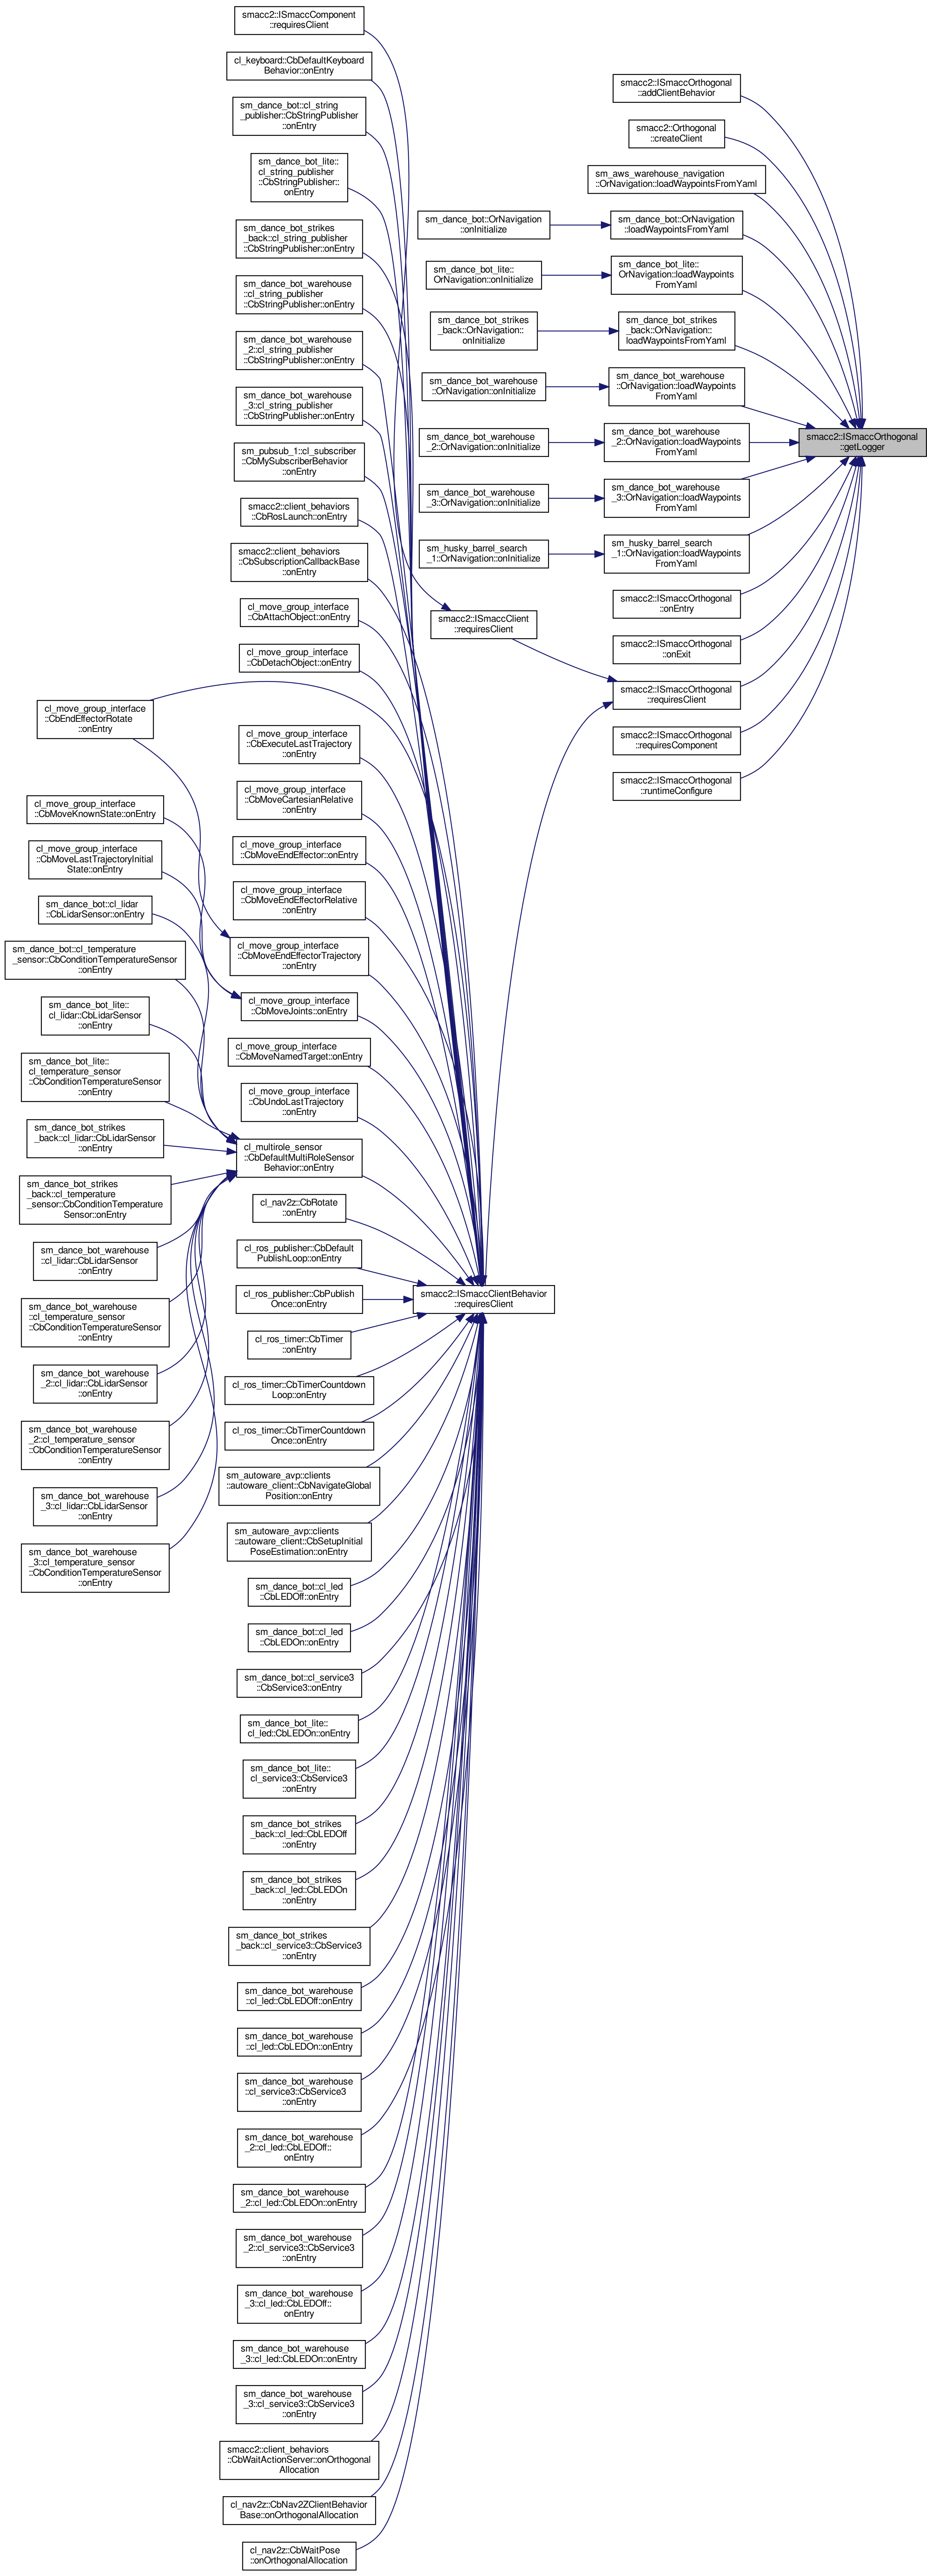 smacc2::ISmaccComponent
::requiresClient
cl_keyboard::CbDefaultKeyboard
Behavior::onEntry
sm_dance_bot::cl_string
_publisher::CbStringPublisher
::onEntry
sm_dance_bot_lite::
cl_string_publisher
::CbStringPublisher::
onEntry
sm_dance_bot_strikes
_back::cl_string_publisher
::CbStringPublisher::onEntry
sm_dance_bot_warehouse
::cl_string_publisher
::CbStringPublisher::onEntry
sm_dance_bot_warehouse
_2::cl_string_publisher
::CbStringPublisher::onEntry
sm_dance_bot_warehouse
_3::cl_string_publisher
::CbStringPublisher::onEntry
sm_pubsub_1::cl_subscriber
::CbMySubscriberBehavior
::onEntry
smacc2::client_behaviors
::CbRosLaunch::onEntry
smacc2::client_behaviors
::CbSubscriptionCallbackBase
::onEntry
cl_move_group_interface
::CbAttachObject::onEntry
cl_move_group_interface
::CbDetachObject::onEntry
cl_move_group_interface
::CbEndEffectorRotate
::onEntry
cl_move_group_interface
::CbExecuteLastTrajectory
::onEntry
cl_move_group_interface
::CbMoveCartesianRelative
::onEntry
cl_move_group_interface
::CbMoveKnownState::onEntry
cl_move_group_interface
::CbMoveEndEffector::onEntry
cl_move_group_interface
::CbMoveLastTrajectoryInitial
State::onEntry
cl_move_group_interface
::CbMoveEndEffectorRelative
::onEntry
sm_dance_bot::cl_lidar
::CbLidarSensor::onEntry
cl_move_group_interface
::CbMoveEndEffectorTrajectory
::onEntry
sm_dance_bot::cl_temperature
_sensor::CbConditionTemperatureSensor
::onEntry
cl_move_group_interface
::CbMoveJoints::onEntry
sm_dance_bot_lite::
cl_lidar::CbLidarSensor
::onEntry
cl_move_group_interface
::CbMoveNamedTarget::onEntry
sm_dance_bot_lite::
cl_temperature_sensor
::CbConditionTemperatureSensor
::onEntry
cl_move_group_interface
::CbUndoLastTrajectory
::onEntry
sm_dance_bot_strikes
_back::cl_lidar::CbLidarSensor
::onEntry
cl_multirole_sensor
::CbDefaultMultiRoleSensor
Behavior::onEntry
sm_dance_bot_strikes
_back::cl_temperature
_sensor::CbConditionTemperature
Sensor::onEntry
cl_nav2z::CbRotate
::onEntry
sm_dance_bot_warehouse
::cl_lidar::CbLidarSensor
::onEntry
cl_ros_publisher::CbDefault
PublishLoop::onEntry
sm_dance_bot_warehouse
::cl_temperature_sensor
::CbConditionTemperatureSensor
::onEntry
cl_ros_publisher::CbPublish
Once::onEntry
cl_ros_timer::CbTimer
::onEntry
sm_dance_bot_warehouse
_2::cl_lidar::CbLidarSensor
::onEntry
cl_ros_timer::CbTimerCountdown
Loop::onEntry
sm_dance_bot_warehouse
_2::cl_temperature_sensor
::CbConditionTemperatureSensor
::onEntry
cl_ros_timer::CbTimerCountdown
Once::onEntry
sm_dance_bot_warehouse
_3::cl_lidar::CbLidarSensor
::onEntry
sm_autoware_avp::clients
::autoware_client::CbNavigateGlobal
Position::onEntry
sm_dance_bot_warehouse
_3::cl_temperature_sensor
::CbConditionTemperatureSensor
::onEntry
sm_autoware_avp::clients
::autoware_client::CbSetupInitial
PoseEstimation::onEntry
sm_dance_bot::cl_led
::CbLEDOff::onEntry
sm_dance_bot::cl_led
::CbLEDOn::onEntry
sm_dance_bot::cl_service3
::CbService3::onEntry
sm_dance_bot_lite::
cl_led::CbLEDOn::onEntry
sm_dance_bot_lite::
cl_service3::CbService3
::onEntry
sm_dance_bot_strikes
_back::cl_led::CbLEDOff
::onEntry
sm_dance_bot_strikes
_back::cl_led::CbLEDOn
::onEntry
sm_dance_bot_strikes
_back::cl_service3::CbService3
::onEntry
sm_dance_bot_warehouse
::cl_led::CbLEDOff::onEntry
sm_dance_bot_warehouse
::cl_led::CbLEDOn::onEntry
sm_dance_bot_warehouse
::cl_service3::CbService3
::onEntry
sm_dance_bot_warehouse
_2::cl_led::CbLEDOff::
onEntry
sm_dance_bot_warehouse
_2::cl_led::CbLEDOn::onEntry
sm_dance_bot_warehouse
_2::cl_service3::CbService3
::onEntry
sm_dance_bot_warehouse
_3::cl_led::CbLEDOff::
onEntry
sm_dance_bot_warehouse
_3::cl_led::CbLEDOn::onEntry
sm_dance_bot_warehouse
_3::cl_service3::CbService3
::onEntry
smacc2::client_behaviors
::CbWaitActionServer::onOrthogonal
Allocation
cl_nav2z::CbNav2ZClientBehavior
Base::onOrthogonalAllocation
cl_nav2z::CbWaitPose
::onOrthogonalAllocation
sm_dance_bot::OrNavigation
::onInitialize
sm_dance_bot_lite::
OrNavigation::onInitialize
sm_dance_bot_strikes
_back::OrNavigation::
onInitialize
sm_dance_bot_warehouse
::OrNavigation::onInitialize
sm_dance_bot_warehouse
_2::OrNavigation::onInitialize
sm_dance_bot_warehouse
_3::OrNavigation::onInitialize
sm_husky_barrel_search
_1::OrNavigation::onInitialize
smacc2::ISmaccClient
::requiresClient
smacc2::ISmaccClientBehavior
::requiresClient
smacc2::ISmaccOrthogonal
::addClientBehavior
smacc2::Orthogonal
::createClient
sm_aws_warehouse_navigation
::OrNavigation::loadWaypointsFromYaml
sm_dance_bot::OrNavigation
::loadWaypointsFromYaml
sm_dance_bot_lite::
OrNavigation::loadWaypoints
FromYaml
sm_dance_bot_strikes
_back::OrNavigation::
loadWaypointsFromYaml
sm_dance_bot_warehouse
::OrNavigation::loadWaypoints
FromYaml
sm_dance_bot_warehouse
_2::OrNavigation::loadWaypoints
FromYaml
sm_dance_bot_warehouse
_3::OrNavigation::loadWaypoints
FromYaml
sm_husky_barrel_search
_1::OrNavigation::loadWaypoints
FromYaml
smacc2::ISmaccOrthogonal
::onEntry
smacc2::ISmaccOrthogonal
::onExit
smacc2::ISmaccOrthogonal
::requiresClient
smacc2::ISmaccOrthogonal
::requiresComponent
smacc2::ISmaccOrthogonal
::runtimeConfigure
smacc2::ISmaccOrthogonal
::getLogger